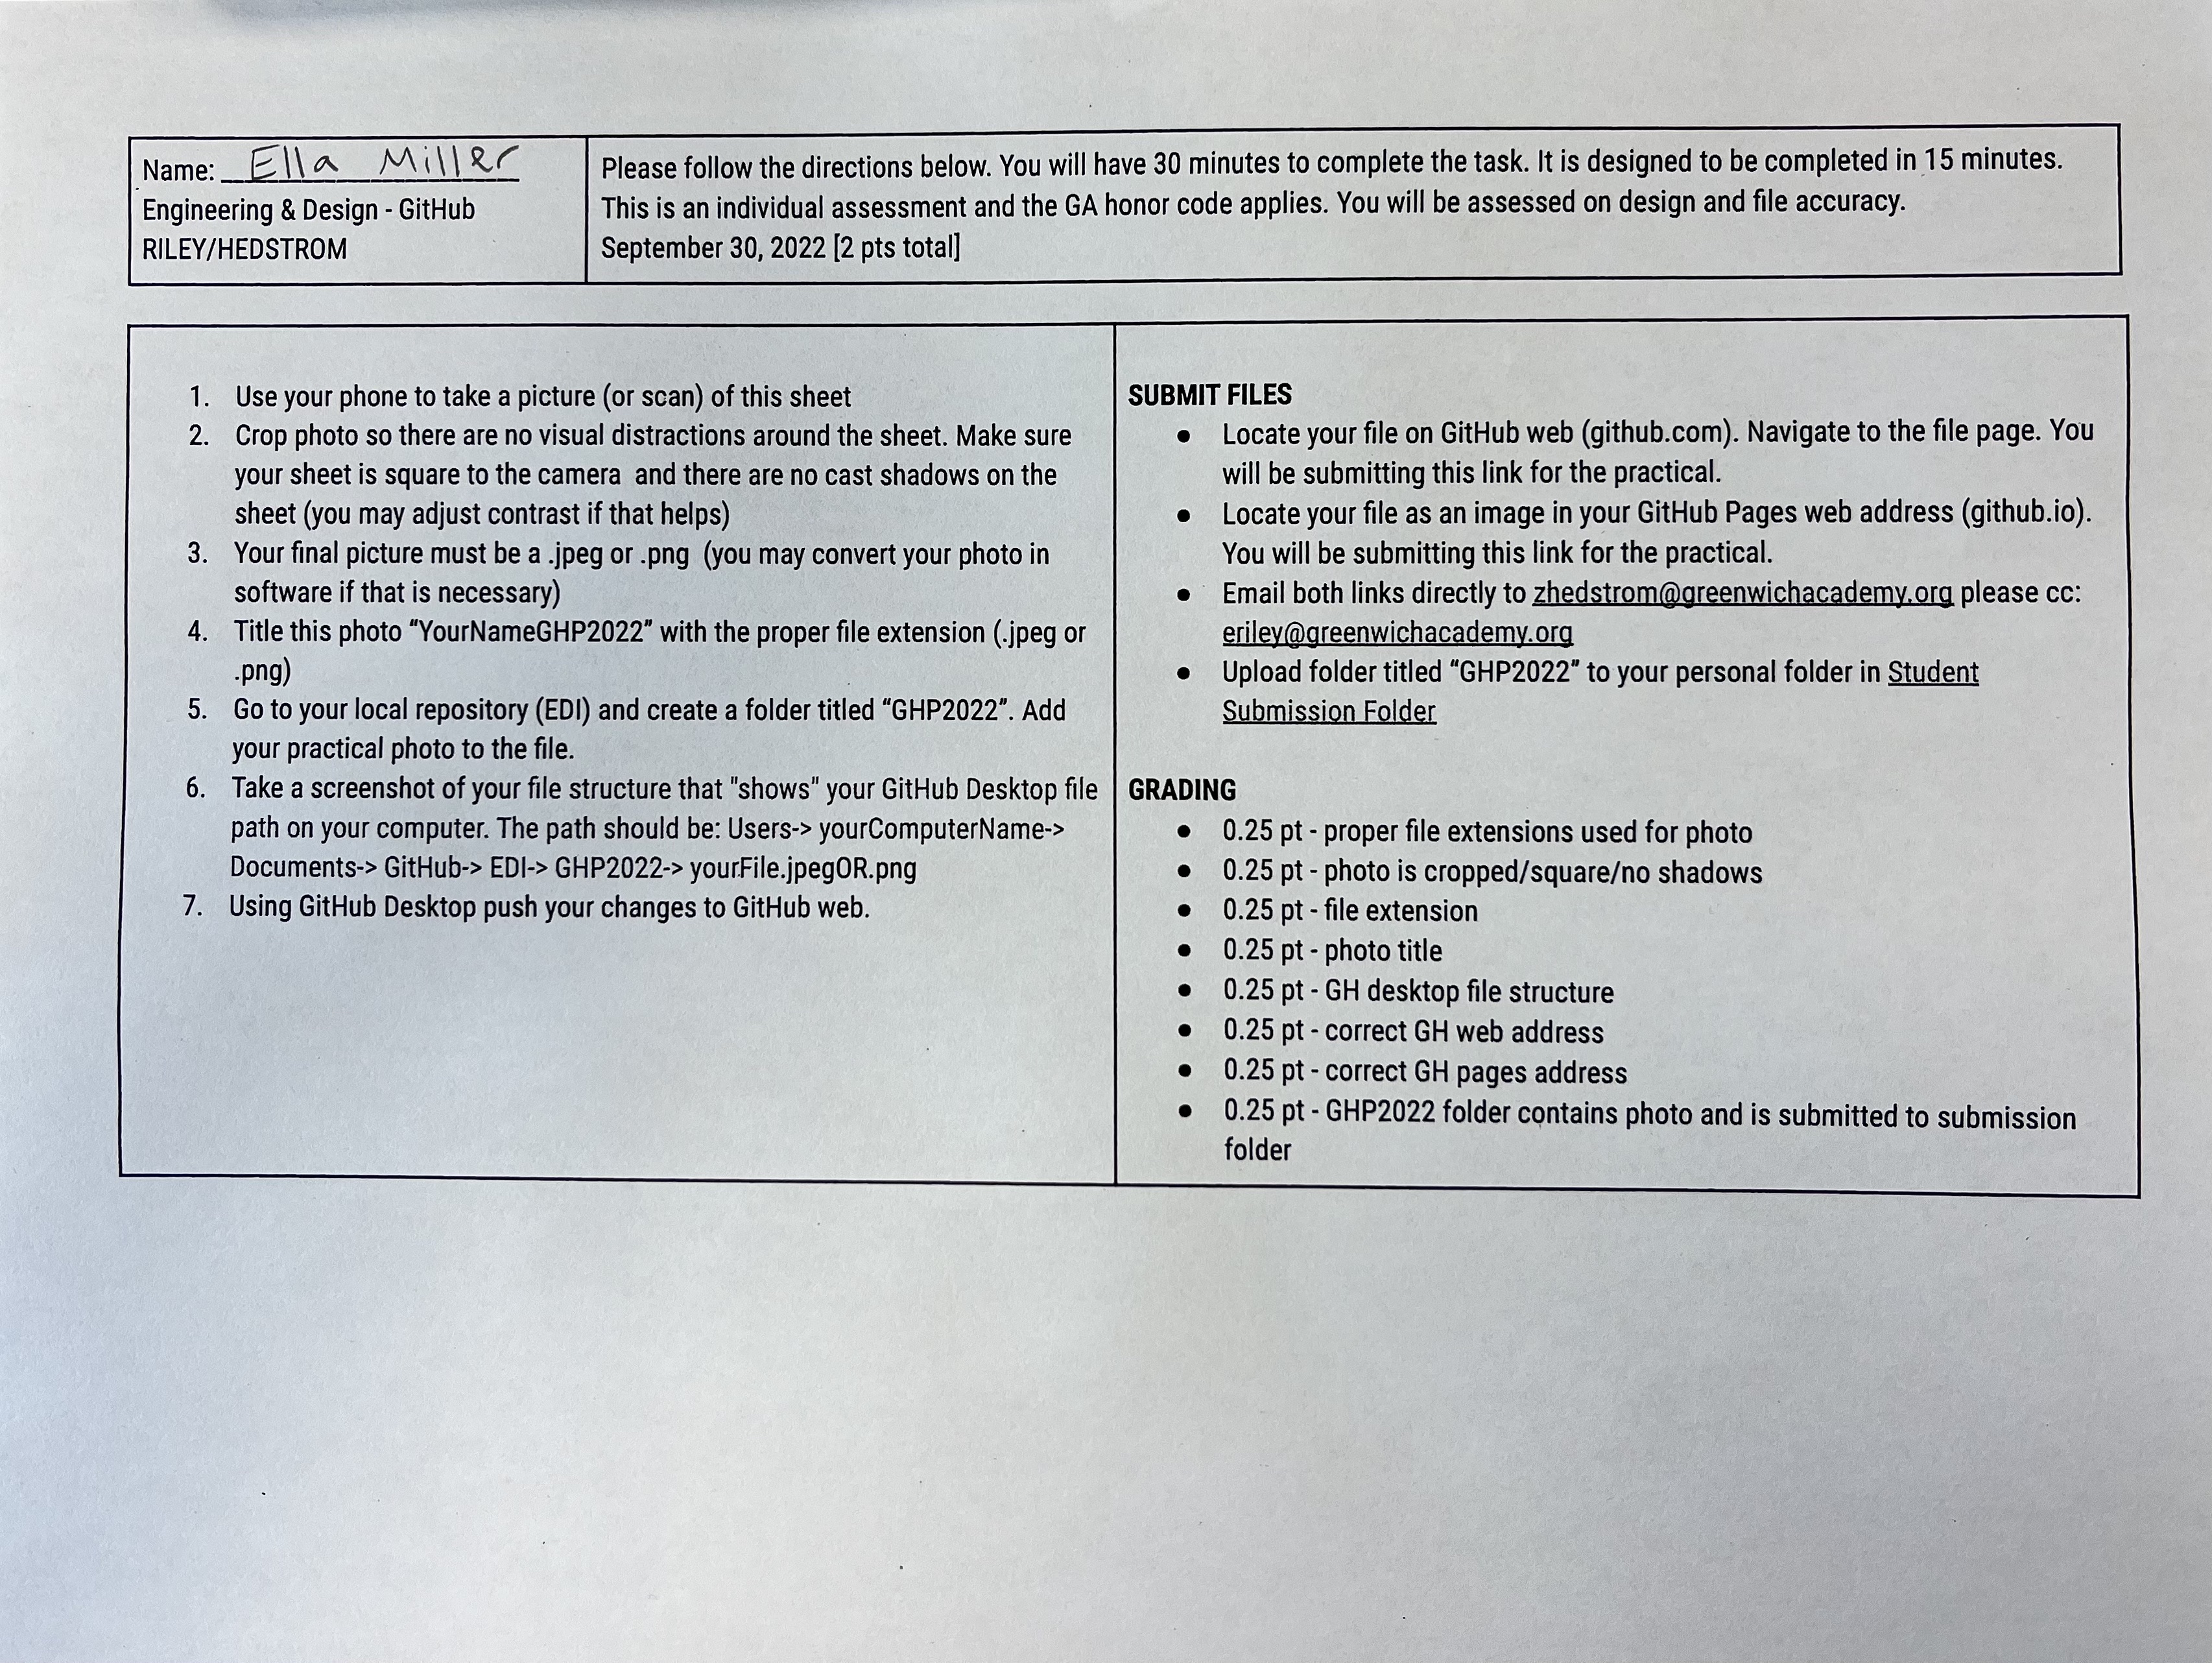 Name: Ella Miller
Engineering & Design - GitHub
RILEY/HEDSTROM
Please follow the directions below. You will have 30 minutes to complete the task. It is designed to be completed in 15 minutes.
This is an individual assessment and the GA honor code applies. You will be assessed on design and file accuracy.
September 30, 2022 [2 pts total]
1. Use your phone to take a picture (or scan) of this sheet
2. Crop photo so there are no visual distractions around the sheet. Make sure
your sheet is square to the camera and there are no cast shadows on the
sheet (you may adjust contrast if that helps)
3. Your final picture must be a .jpeg or .png (you may convert your photo in
software if that is necessary)
4. Title this photo “YourNameGHP2022” with the proper file extension (.jpeg or
.png)
5. Go to your local repository (EDI) and create a folder titled “GHP2022”. Add
your practical photo to the file.
6. Take a screenshot of your file structure that "shows" your GitHub Desktop file
path on your computer. The path should be: Users-> yourComputerName->
Documents-> GitHub-> EDI-> GHP2022-> yourFile.jpegOR.png
7. Using GitHub Desktop push your changes to GitHub web.
SUBMIT FILES
● Locate your file on GitHub web (github.com). Navigate to the file page. You
will be submitting this link for the practical.
● Locate your file as an image in your GitHub Pages web address (github.io).
You will be submitting this link for the practical.
● Email both links directly to zhedstrom@greenwichacademy.org please cc:
eriley@greenwichacademy.org
● Upload folder titled “GHP2022” to your personal folder in Student
Submission Folder
GRADING
● 0.25 pt - proper file extensions used for photo
● 0.25 pt - photo is cropped/square/no shadows
● 0.25 pt - file extension
● 0.25 pt - photo title
● 0.25 pt - GH desktop file structure
● 0.25 pt - correct GH web address
● 0.25 pt - correct GH pages address
● 0.25 pt - GHP2022 folder contains photo and is submitted to submission
folder